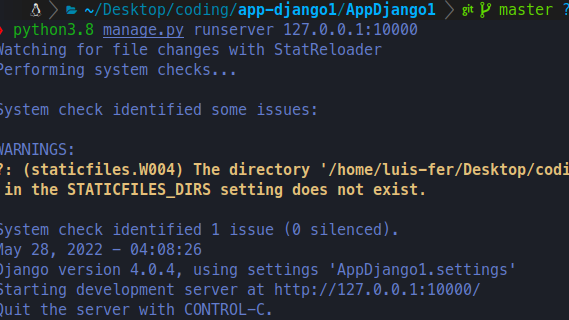 ~/Desktop/coding/app-django1/AppDjango1 git master ?
python3.8 manage.py runserver 127.0.0.1:10000
Watching for file changes with StatReloader
Performing system checks...
System check identified some issues:
WARNINGS:
?: (staticfiles.W004) The directory '/home/luis-fer/Desktop/codi
in the STATICFILES_DIRS setting does not exist.
System check identified 1 issue (0 silenced).
May 28, 2022 - 04:08:26
Django version 4.0.4, using settings 'AppDjango1.settings'
Starting development server at http://127.0.0.1:10000/
Quit the server with CONTROL-C.